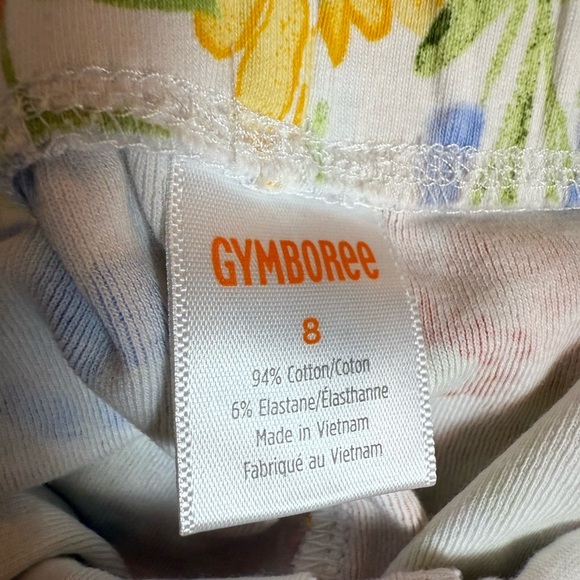 GYMBOREE
8
94% Cotton/Coton
6% Elastane/Élasthanne
Made in Vietnam
Fabriqué au Vietnam